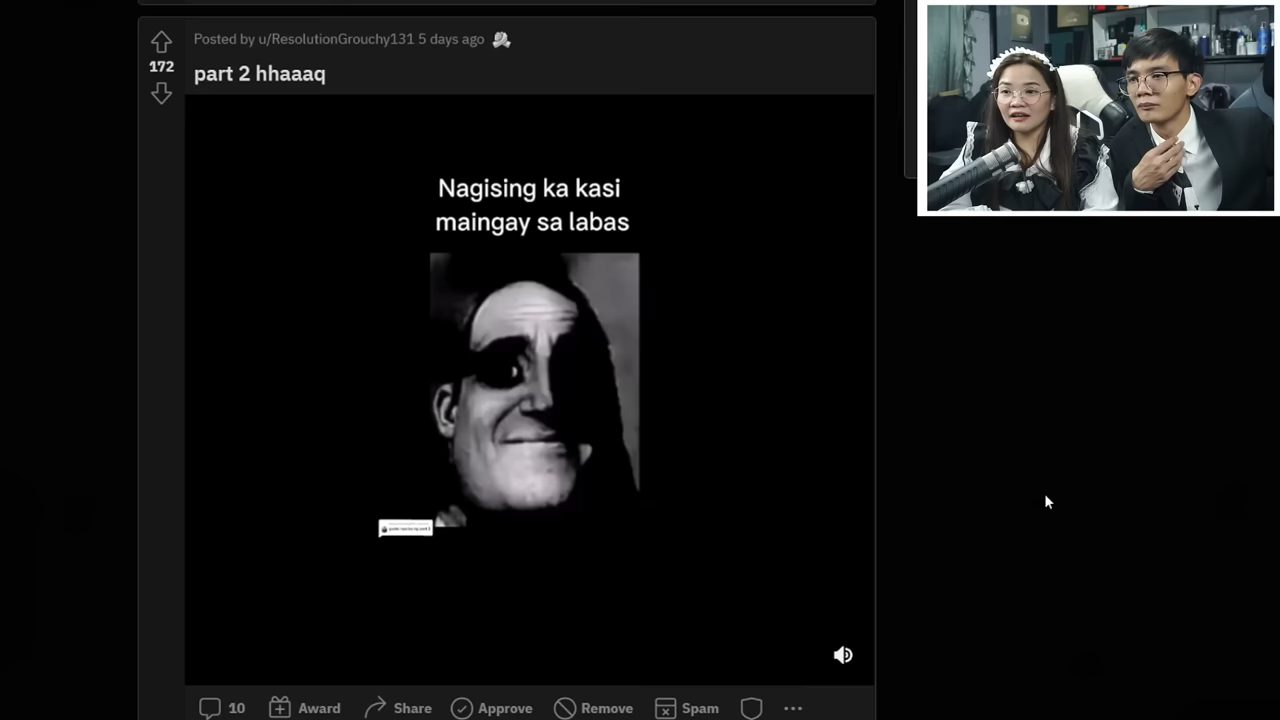 Posted by u/ResolutionGrouchy131 5 days ago
172
part 2 hhaaaq
Nagising ka kasi
maingay sa labas
10 Award Share Approve Remove Spam